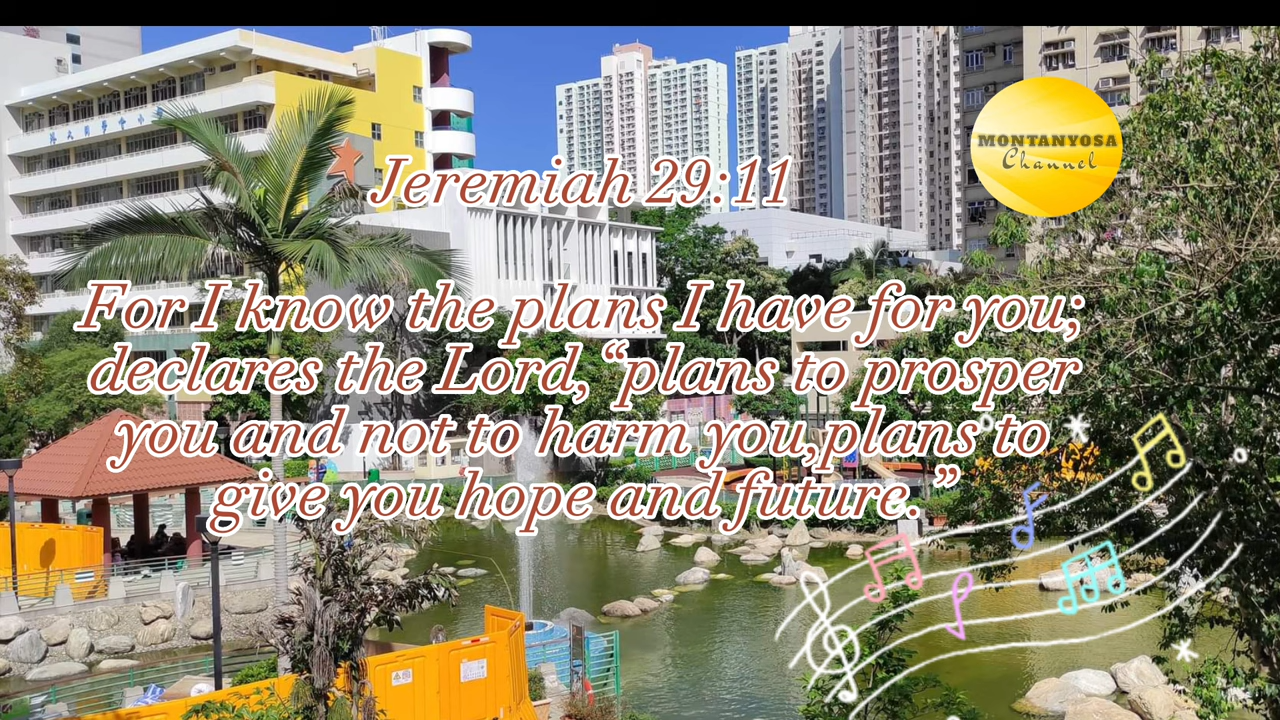 Jeremiah 29:11
MONTANYOSA
Channel
For I know the plans I have for you;
declares the Lord, “plans to prosper
you and not to harm you,plans to
give you hope and future.”